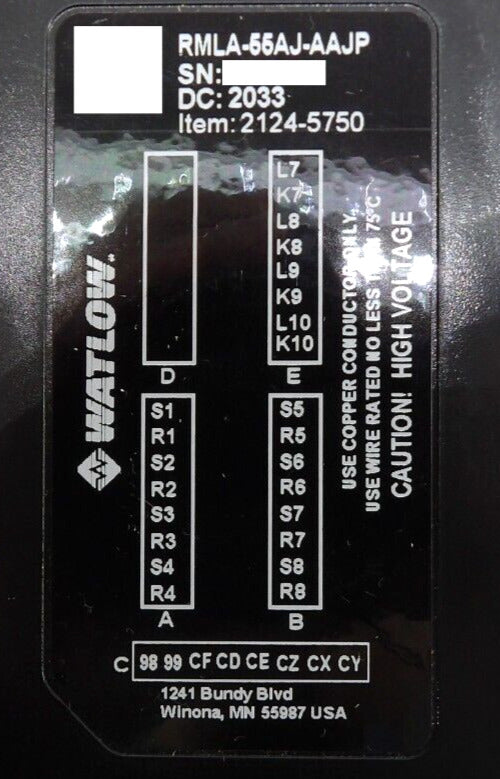 RMLA-55AJ-AAJP
SN:
DC: 2033
Item: 2124-5750
L7
K7
L8
K8
L9
K9
L10
K10
D
E
WATLOW.
S1
R1
S2
R2
S3
R3
S4
R4
A
S5
R5
S6
R6
S7
R7
S8
R8
B
USE COPPER CONDUCTOR ONLY.
USE WIRE RATED NO LESS THAN 75°C
CAUTION! HIGH VOLTAGE
C 98 99 CF CD CE CZ CX CY
1241 Bundy Blvd
Winona, MN 55987 USA